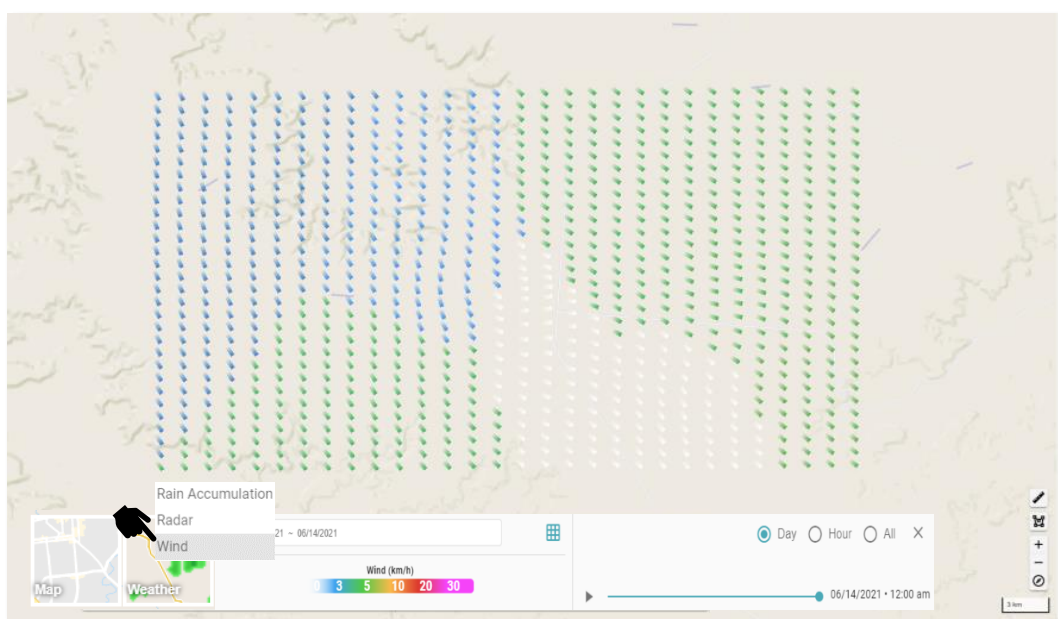 Rain Accumulation
Radar
Wind
21 ~ 06/14/2021
Day Hour All
Map
Weather
Wind (km/h)
0 3 5 10 20 30
06/14/2021 • 12:00 am
3 km